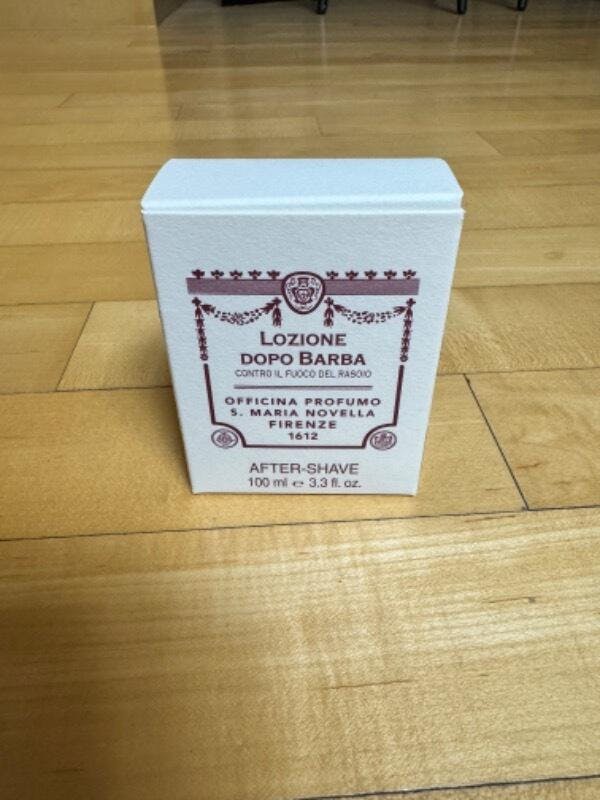 LOZIONE
DOPO BARBA
CONTRO IL FUOCO DEL RASOIO
OFFICINA PROFUMO
S. MARIA NOVELLA
FIRENZE
1612
AFTER-SHAVE
100 ml ℮ 3.3 fl. oz.